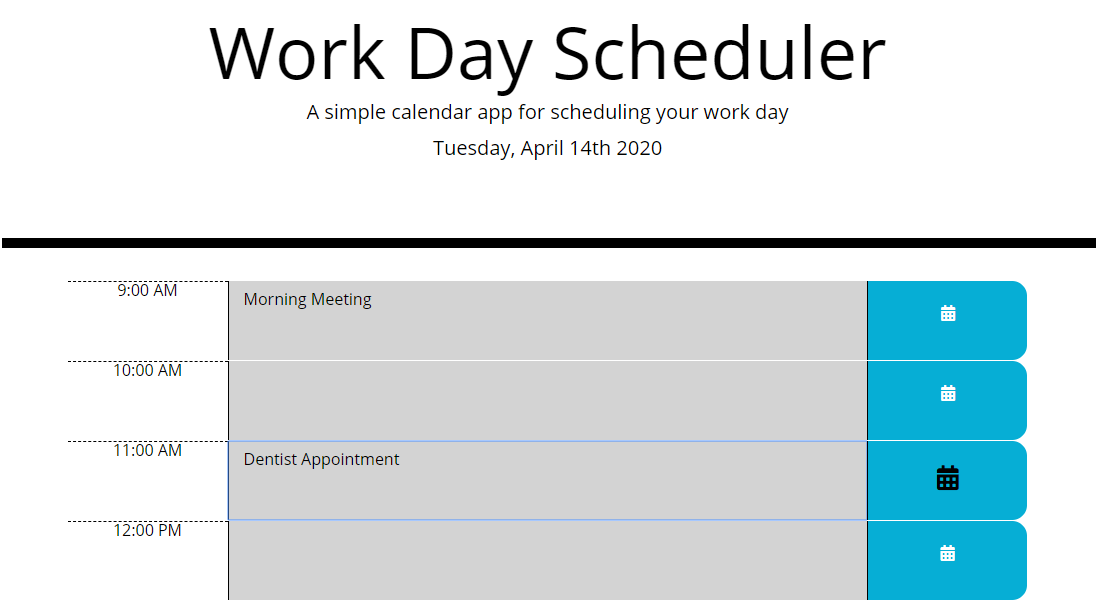 Work Day Scheduler
A simple calendar app for scheduling your work day
Tuesday, April 14th 2020
9:00 AM
Morning Meeting
10:00 AM
11:00 AM
Dentist Appointment
12:00 PM